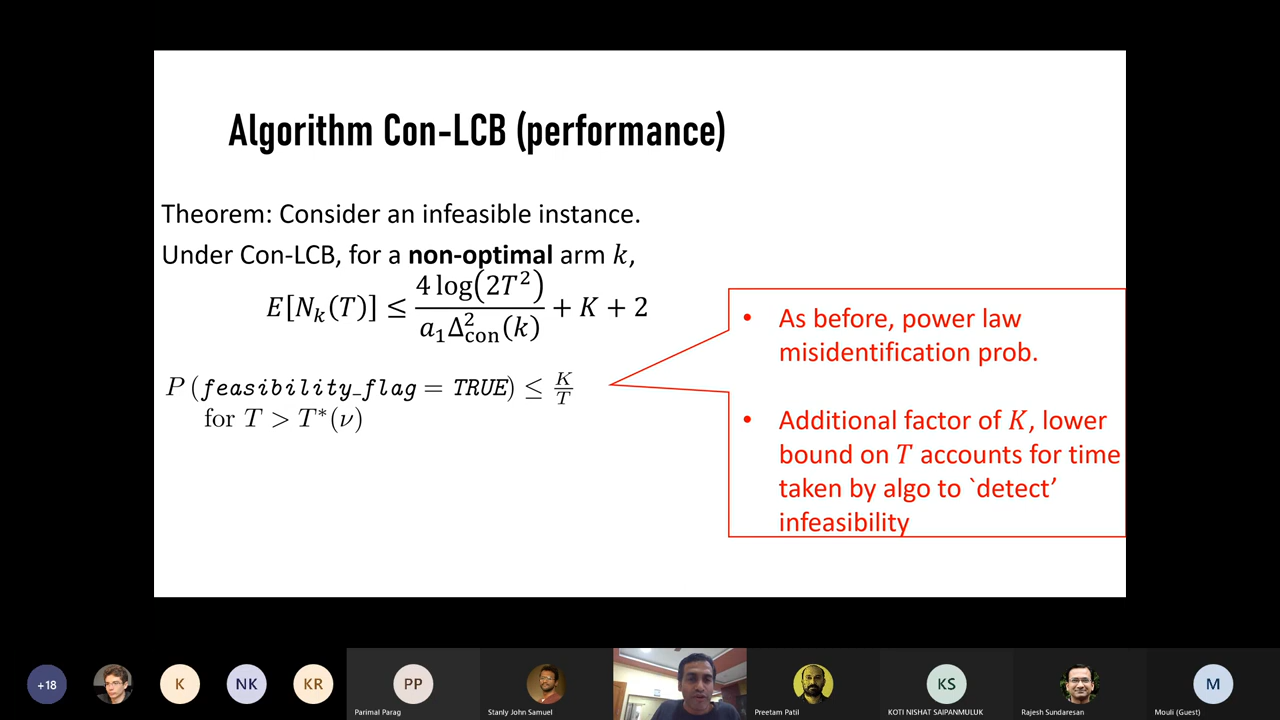 Algorithm Con-LCB (performance)
Theorem: Consider an infeasible instance.
Under Con-LCB, for a non-optimal arm k,
E[N_k(T)] ≤ 4 log(2T²) / (a₁Δ²_con(k)) + K + 2
P (feasibility_flag = TRUE) ≤ K/T
for T > T*(ν)
• As before, power law
misidentification prob.
• Additional factor of K, lower
bound on T accounts for time
taken by algo to `detect’
infeasibility
+18
K
NK
KR
PP
KS
M
Parimal Parag
Stanly John Samuel
Preetam Patil
KOTI NISHAT SAIPANMULUK
Rajesh Sundaresan
Mouli (Guest)